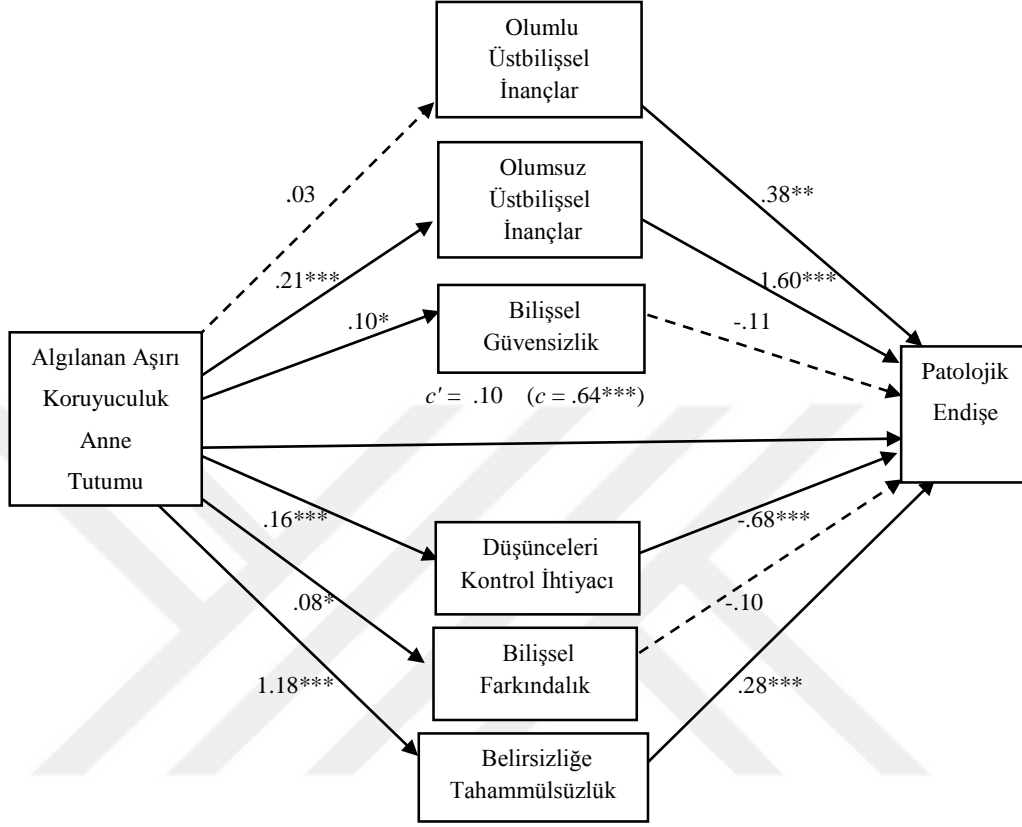 Olumlu
Üstbilişsel
İnançlar
.03
.38**
Olumsuz
Üstbilişsel
İnançlar
.21***
1.60***
Bilişsel
Güvensizlik
.10*
-.11
Algılanan Aşırı
Koruyuculuk
Anne
Tutumu
c' = .10 (c = .64***)
Patolojik
Endişe
.16***
Düşünceleri
Kontrol İhtiyacı
-.68***
.08*
Bilişsel
Farkındalık
-.10
1.18***
.28***
Belirsizliğe
Tahammülsüzlük